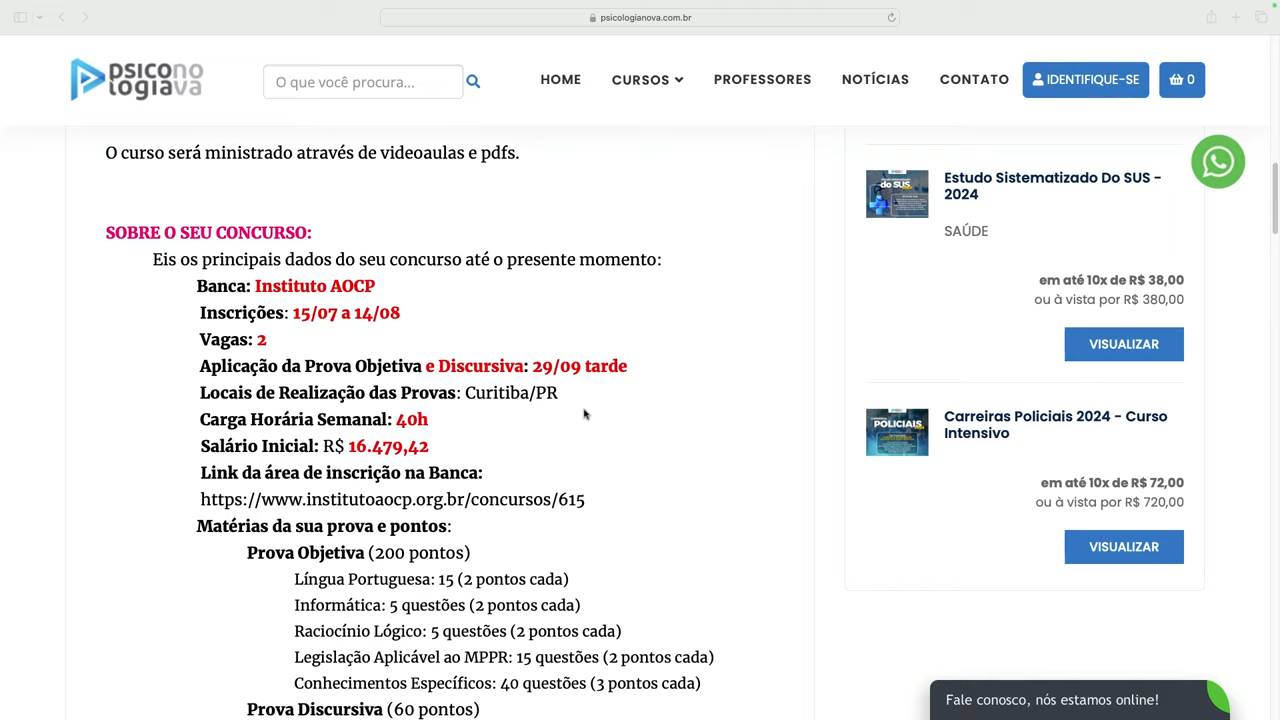 psicologianova.com.br
psicono
logiava
O que você procura...
HOME
CURSOS
PROFESSORES
NOTÍCIAS
CONTATO
IDENTIFIQUE-SE
0
O curso será ministrado através de videoaulas e pdfs.
SOBRE O SEU CONCURSO:
Eis os principais dados do seu concurso até o presente momento:
Banca: Instituto AOCP
Inscrições: 15/07 a 14/08
Vagas: 2
Aplicação da Prova Objetiva e Discursiva: 29/09 tarde
Locais de Realização das Provas: Curitiba/PR
Carga Horária Semanal: 40h
Salário Inicial: R$ 16.479,42
Link da área de inscrição na Banca:
https://www.institutoaocp.org.br/concursos/615
Matérias da sua prova e pontos:
Prova Objetiva (200 pontos)
Língua Portuguesa: 15 (2 pontos cada)
Informática: 5 questões (2 pontos cada)
Raciocínio Lógico: 5 questões (2 pontos cada)
Legislação Aplicável ao MPPR: 15 questões (2 pontos cada)
Conhecimentos Específicos: 40 questões (3 pontos cada)
Prova Discursiva (60 pontos)
do SUS
Estudo Sistematizado Do SUS -
2024
SAÚDE
em até 10x de R$ 38,00
ou à vista por R$ 380,00
VISUALIZAR
POLICIAIS
Carreiras Policiais 2024 - Curso
Intensivo
em até 10x de R$ 72,00
ou à vista por R$ 720,00
VISUALIZAR
Fale conosco, nós estamos online!